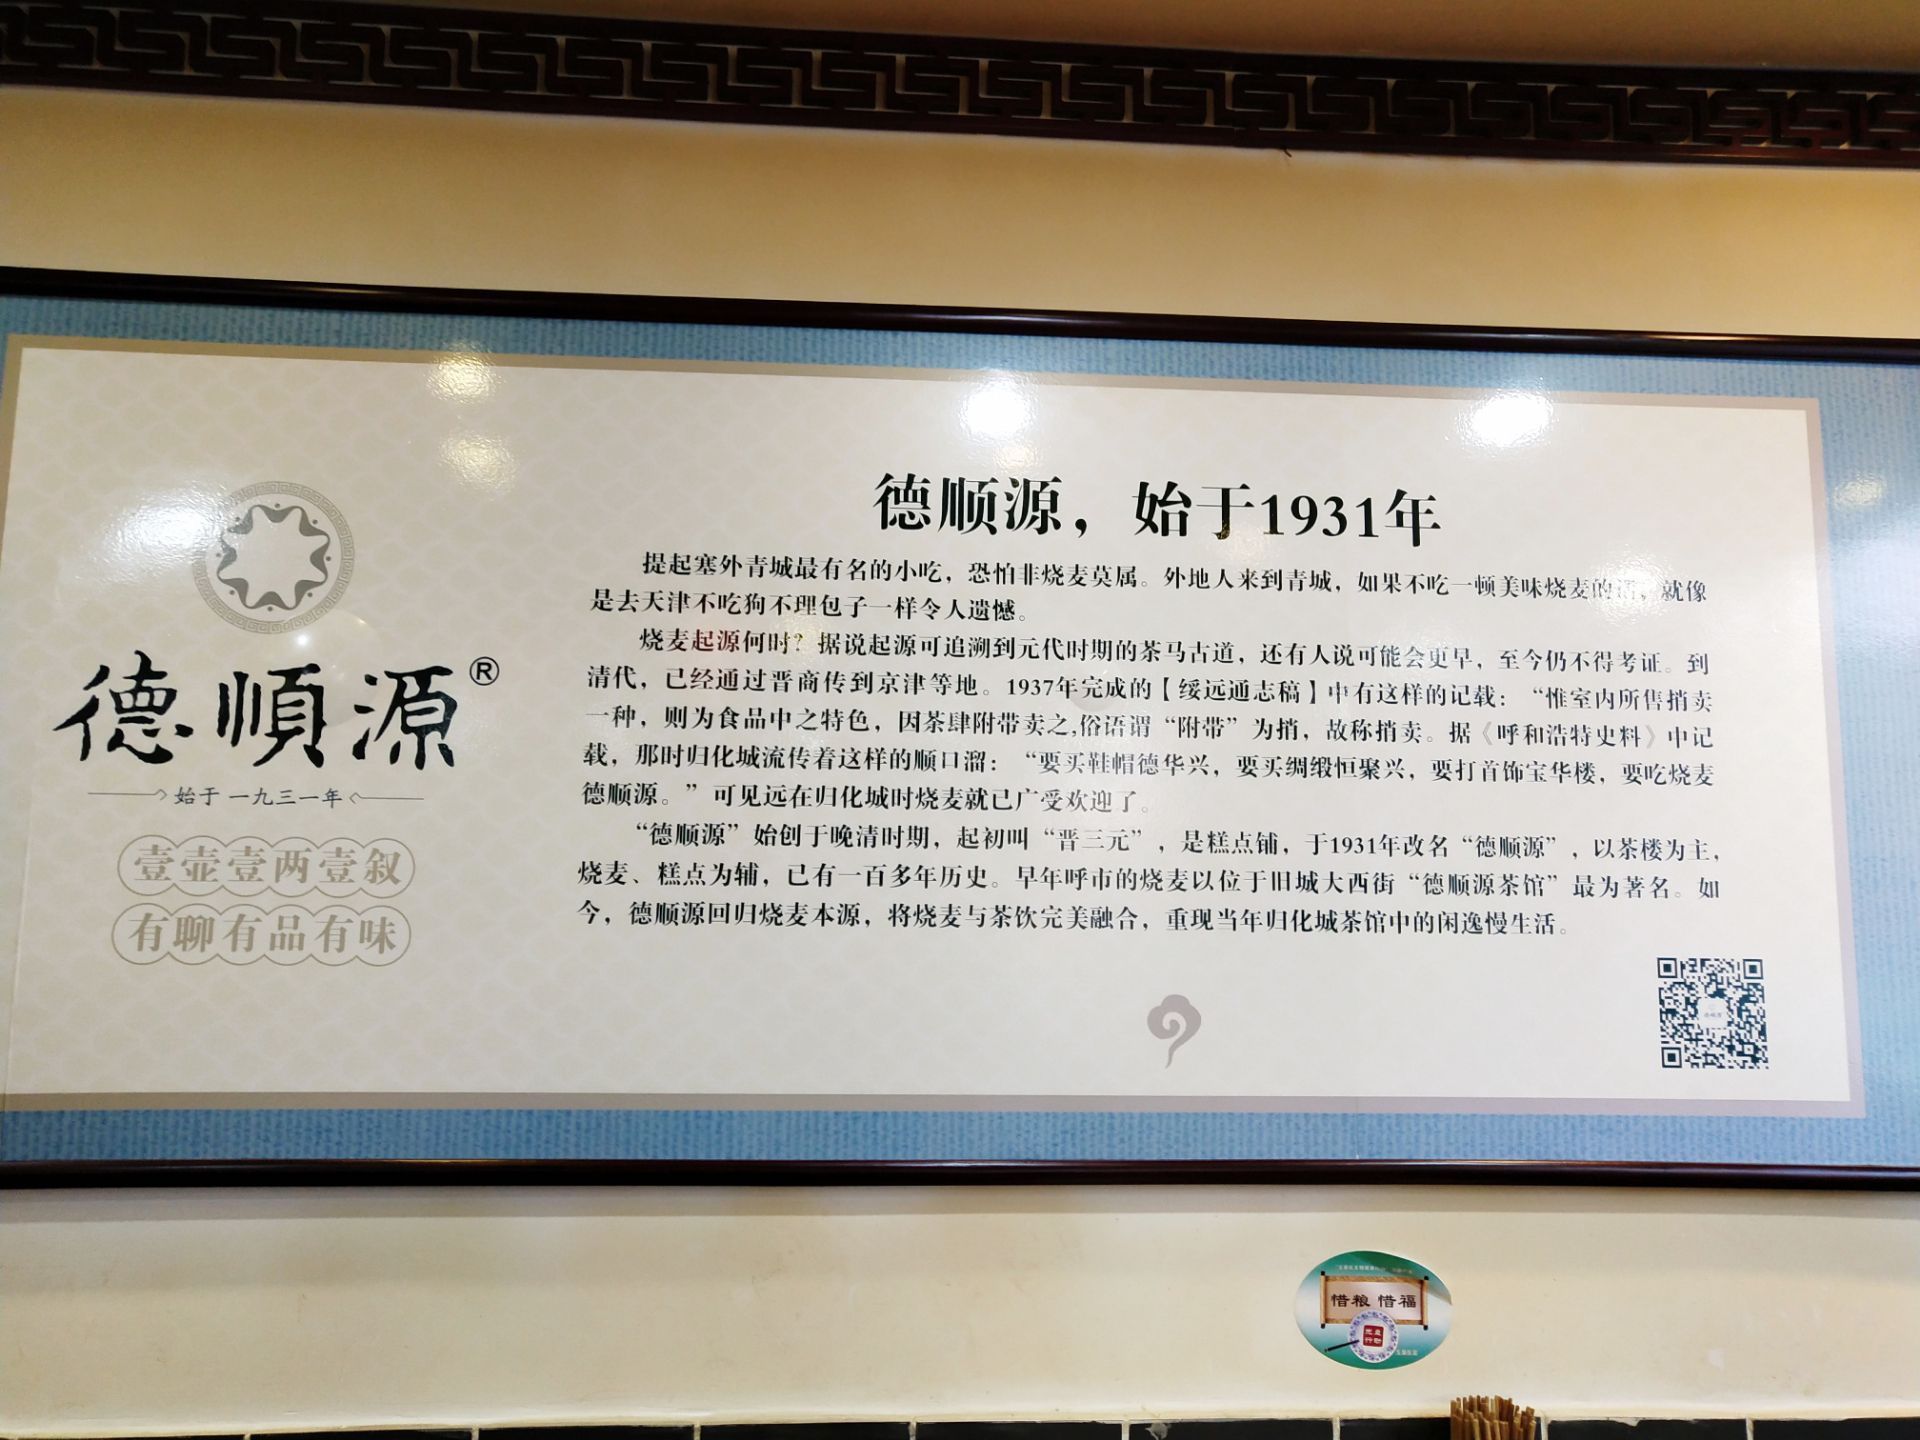 德順源®
始于一九三一年
壹壶壹两壹叙
有聊有品有味
德顺源，始于1931年
提起塞外青城最有名的小吃，恐怕非烧麦莫属。外地人来到青城，如果不吃一顿美味烧麦的话，就像
是去天津不吃狗不理包子一样令人遗憾。
烧麦起源何时？据说起源可追溯到元代时期的茶马古道，还有人说可能会更早，至今仍不得考证。到
清代，已经通过晋商传到京津等地。1937年完成的【绥远通志稿】中有这样的记载：“惟室内所售捎卖
一种，则为食品中之特色，因茶肆附带卖之,俗语谓“附带”为捎，故称捎卖。据《呼和浩特史料》中记
载，那时归化城流传着这样的顺口溜：“要买鞋帽德华兴，要买绸缎恒聚兴，要打首饰宝华楼，要吃烧麦
德顺源。”可见远在归化城时烧麦就已广受欢迎了。
“德顺源”始创于晚清时期，起初叫“晋三元”，是糕点铺，于1931年改名“德顺源”，以茶楼为主，
烧麦、糕点为辅，已有一百多年历史。早年呼市的烧麦以位于旧城大西街“德顺源茶馆”最为著名。如
今，德顺源回归烧麦本源，将烧麦与茶饮完美融合，重现当年归化城茶馆中的闲逸慢生活。
惜粮 惜福
光盘
行动